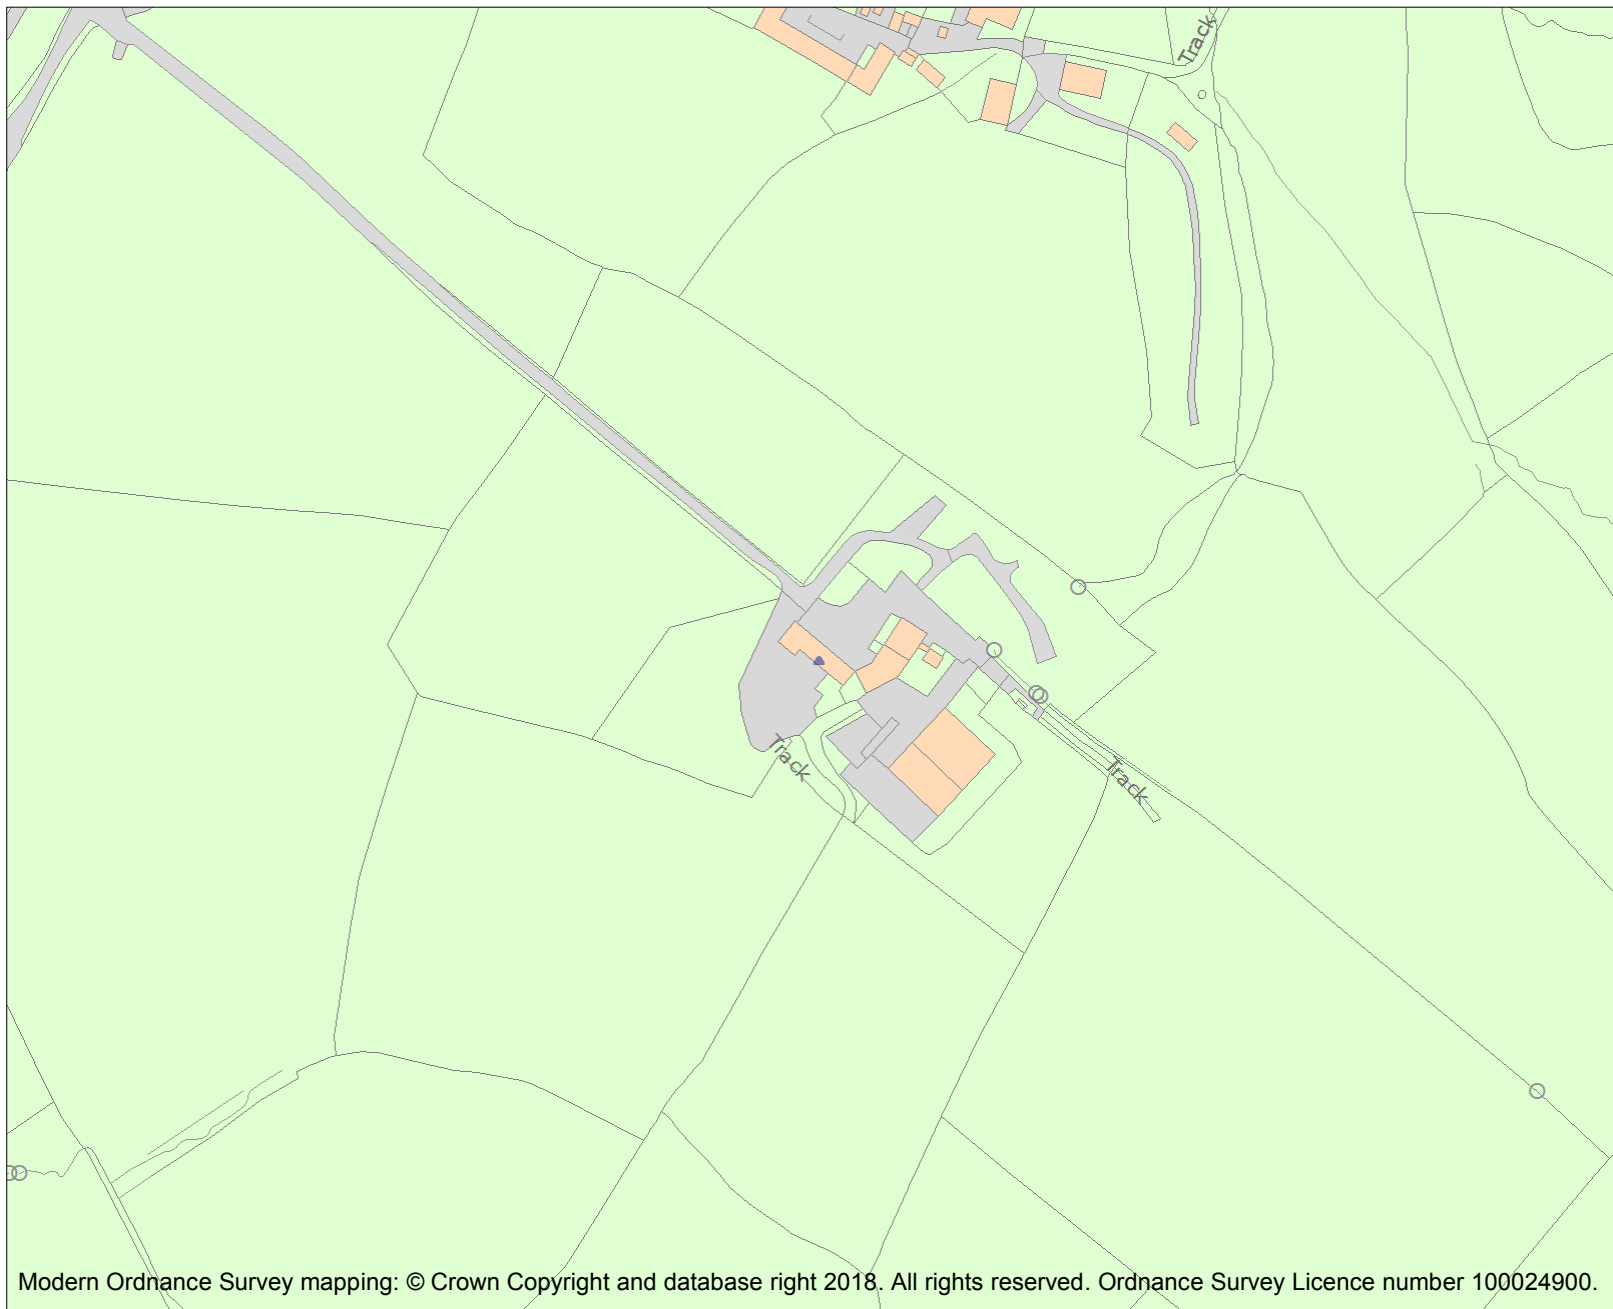 Track
Track
Track
Modern Ordnance Survey mapping: © Crown Copyright and database right 2018. All rights reserved. Ordnance Survey Licence number 100024900.